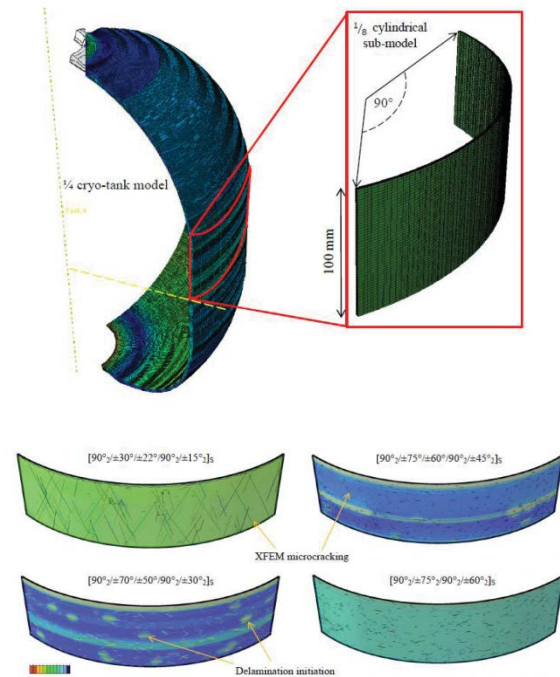 1/8 cylindrical
sub-model
90°
¼ cryo-tank model
100 mm
[90°₂/±30°/±22°/90°₂/±15°₂]s
[90°₂/±75°/±60°/90°₂/±45°₂]s
XFEM microcracking
[90°₂/±70°/±50°/90°₂/±30°₂]s
[90°₂/±75°₂/90°₂/±60°₂]s
Delamination initiation